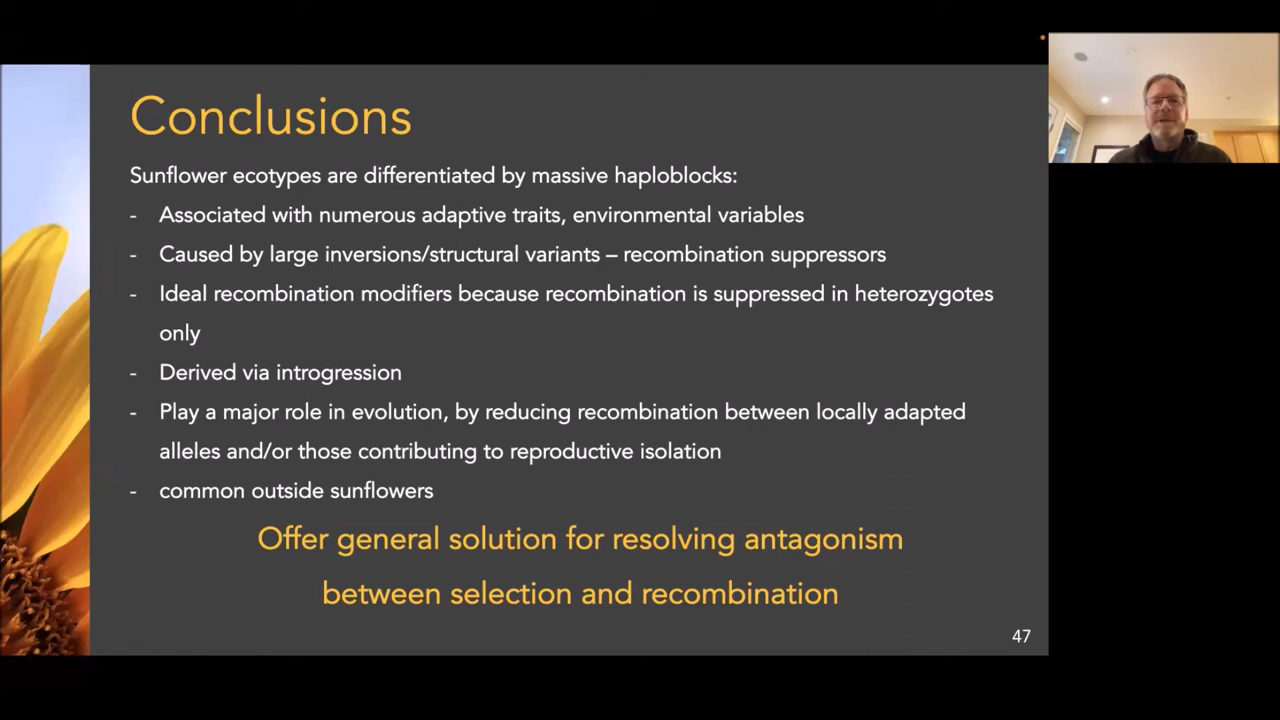 Conclusions
Sunflower ecotypes are differentiated by massive haploblocks:
- Associated with numerous adaptive traits, environmental variables
- Caused by large inversions/structural variants – recombination suppressors
- Ideal recombination modifiers because recombination is suppressed in heterozygotes
only
- Derived via introgression
- Play a major role in evolution, by reducing recombination between locally adapted
alleles and/or those contributing to reproductive isolation
- common outside sunflowers
Offer general solution for resolving antagonism
between selection and recombination
47